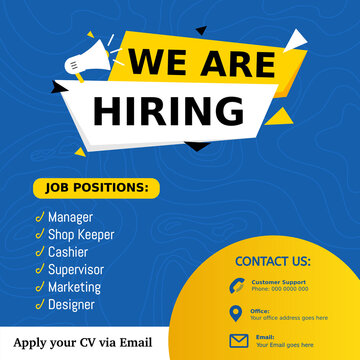 WE ARE
HIRING
JOB POSITIONS:
Manager
Shop Keeper
Cashier
Supervisor
Marketing
Designer
Apply your CV via Email
CONTACT US:
Customer Support
Phone: 000 0000 000
Office:
Your office address goes here
Email:
Your Email goes here